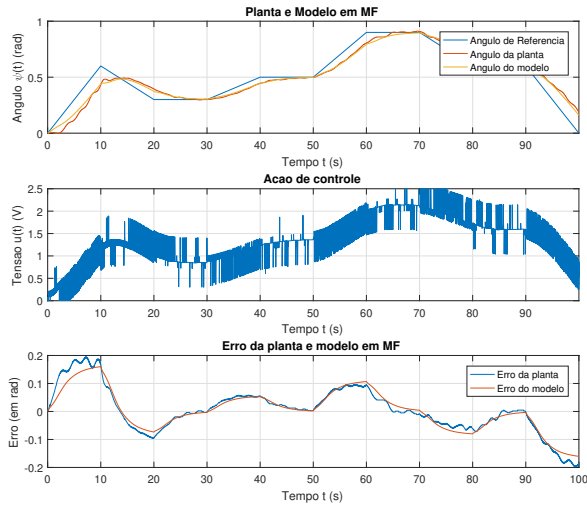 Planta e Modelo em MF
Angulo ψ(t) (rad)
1
0.5
0
Angulo de Referencia
Angulo da planta
Angulo do modelo
0 10 20 30 40 50 60 70 80 90 100
Tempo t (s)
Acao de controle
Tensao u(t) (V)
2.5
2
1.5
1
0.5
0
0 10 20 30 40 50 60 70 80 90 100
Tempo t (s)
Erro da planta e modelo em MF
Erro (em rad)
0.2
0.1
0
-0.1
-0.2
Erro da planta
Erro do modelo
0 10 20 30 40 50 60 70 80 90 100
Tempo t (s)